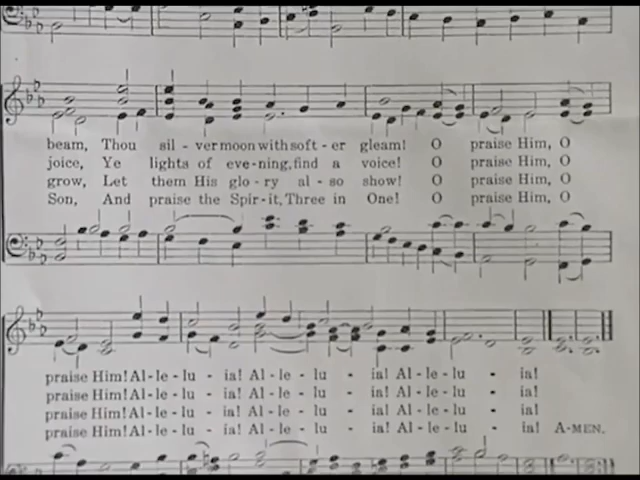 beam, Thou sil - ver moon with soft - er gleam! O praise Him, O
joice, Ye lights of eve - ning, find a voice! O praise Him, O
grow, Let them His glo - ry al - so show! O praise Him, O
Son, And praise the Spir - it, Three in One! O praise Him, O
praise Him! Al - le - lu - ia! Al - le - lu - ia! Al - le - lu - ia!
praise Him! Al - le - lu - ia! Al - le - lu - ia! Al - le - lu - ia!
praise Him! Al - le - lu - ia! Al - le - lu - ia! Al - le - lu - ia!
praise Him! Al - le - lu - ia! Al - le - lu - ia! Al - le - lu - ia! A-MEN.